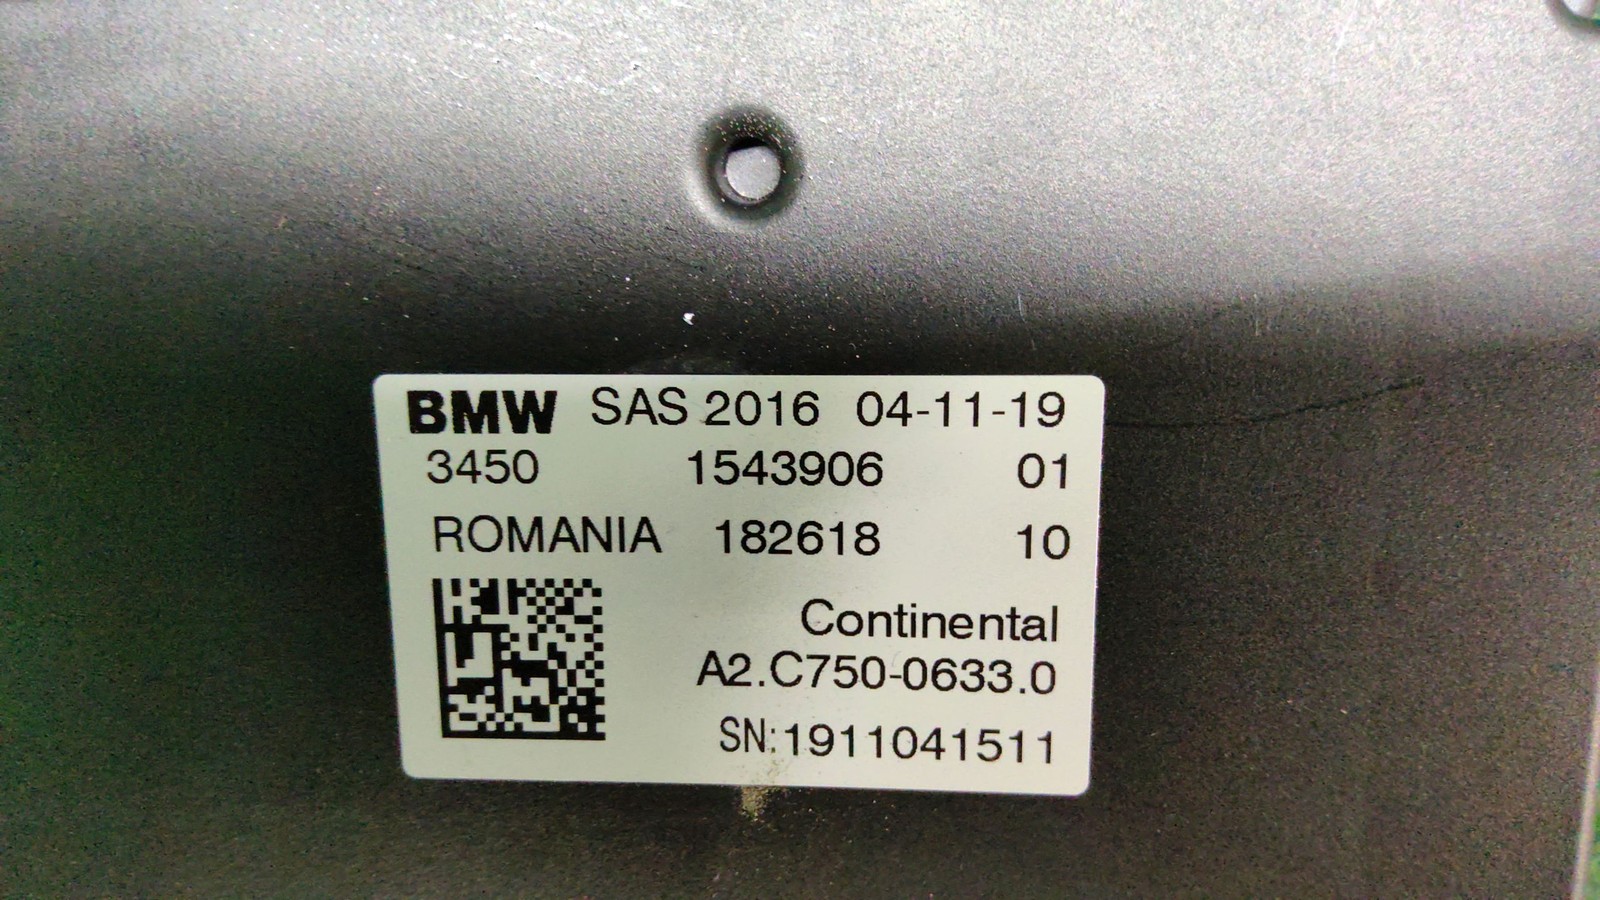 BMW SAS 2016 04-11-19
3450 1543906 01
ROMANIA 182618 10
Continental
A2.C750-0633.0
SN:1911041511